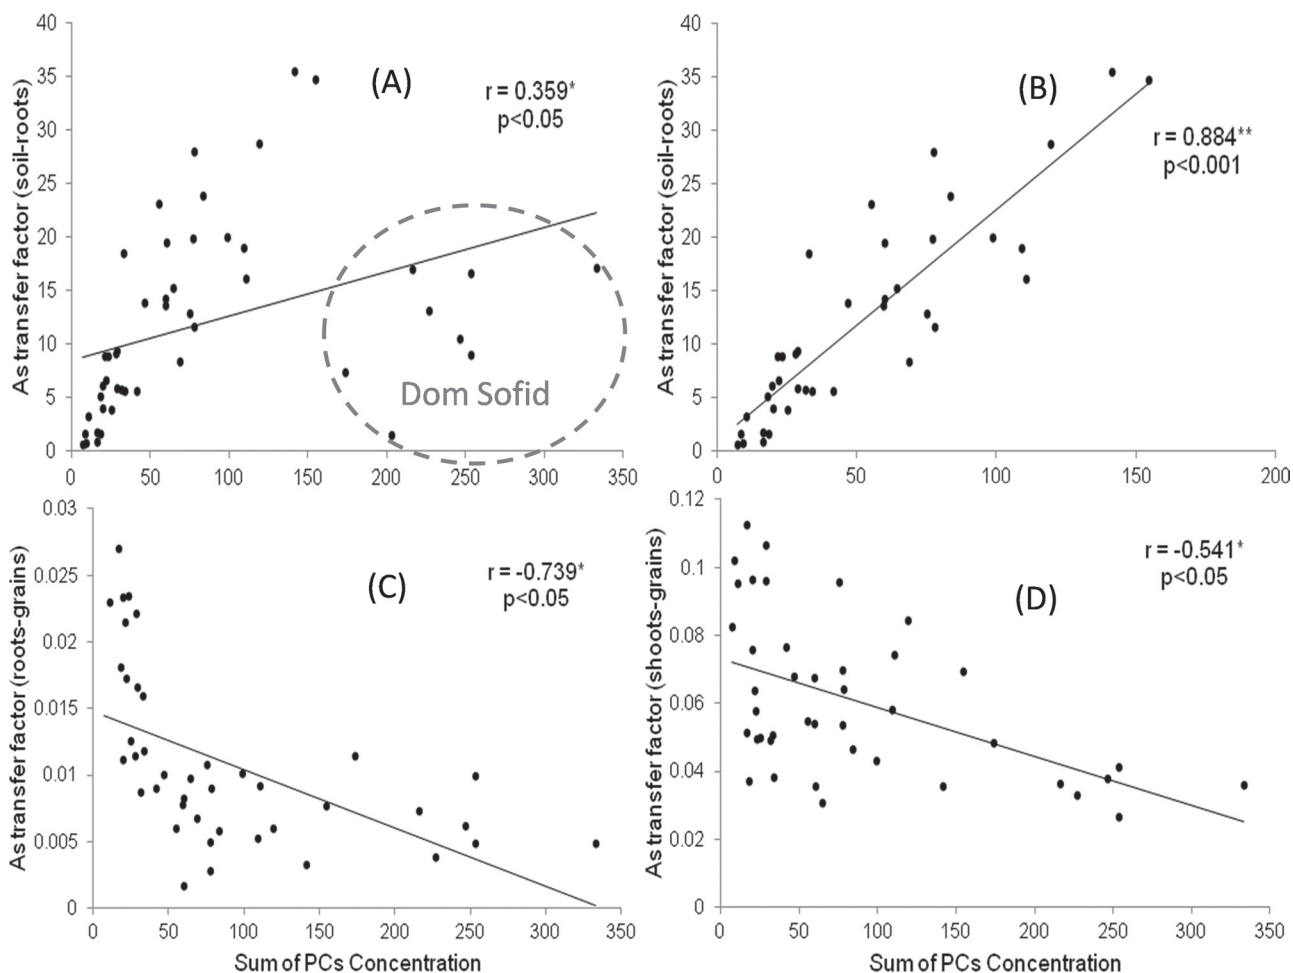 40
35
30
25
20
15
10
5
0
As transfer factor (soil-roots)
(A)
r = 0.359*
p<0.05
Dom Sofid
0 50 100 150 200 250 300 350
40
35
30
25
20
15
10
5
0
As transfer factor (soil-roots)
(B)
r = 0.884**
p<0.001
0 50 100 150 200
0.03
0.025
0.02
0.015
0.01
0.005
0
As transfer factor (roots-grains)
(C)
r = -0.739*
p<0.05
0 50 100 150 200 250 300 350
Sum of PCs Concentration
0.12
0.1
0.08
0.06
0.04
0.02
0
As transfer factor (shoots-grains)
(D)
r = -0.541*
p<0.05
0 50 100 150 200 250 300 350
Sum of PCs Concentration